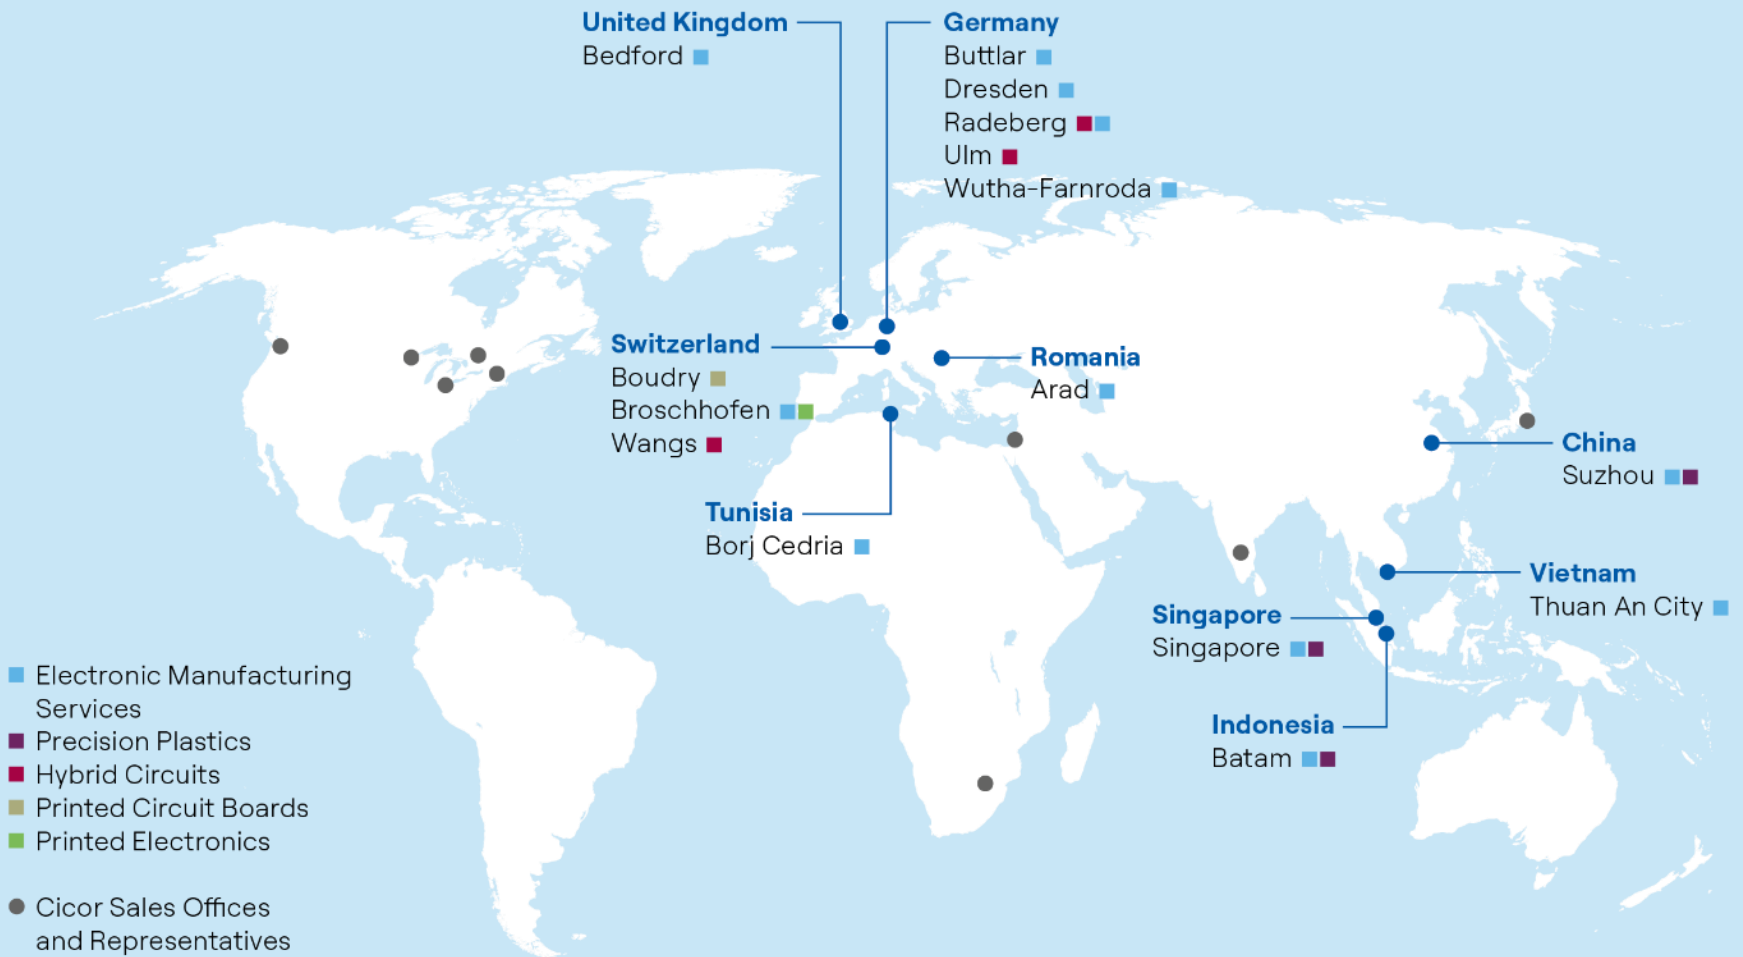 United Kingdom
Bedford
Germany
Buttlar
Dresden
Radeberg
Ulm
Wutha-Farnroda
Switzerland
Boudry
Broschhofen
Wangs
Romania
Arad
Tunisia
Borj Cedria
China
Suzhou
Vietnam
Thuan An City
Singapore
Singapore
Indonesia
Batam
Electronic Manufacturing
Services
Precision Plastics
Hybrid Circuits
Printed Circuit Boards
Printed Electronics
Cicor Sales Offices
and Representatives